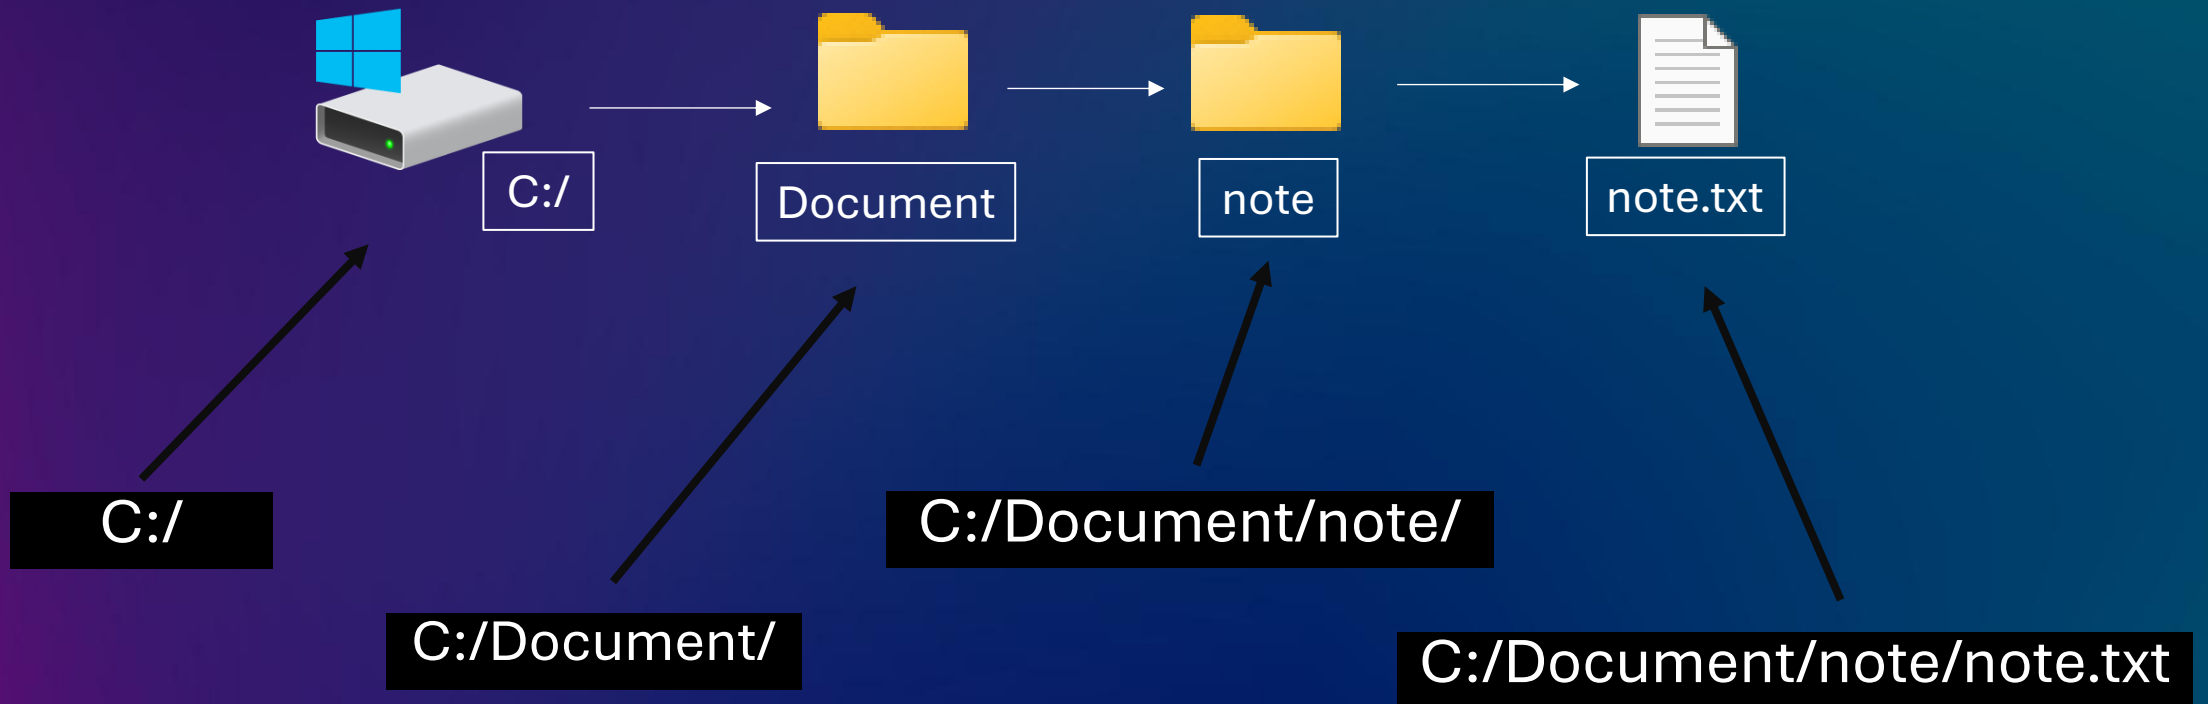 C:/
Document
note
note.txt
C:/
C:/Document/note/
C:/Document/
C:/Document/note/note.txt